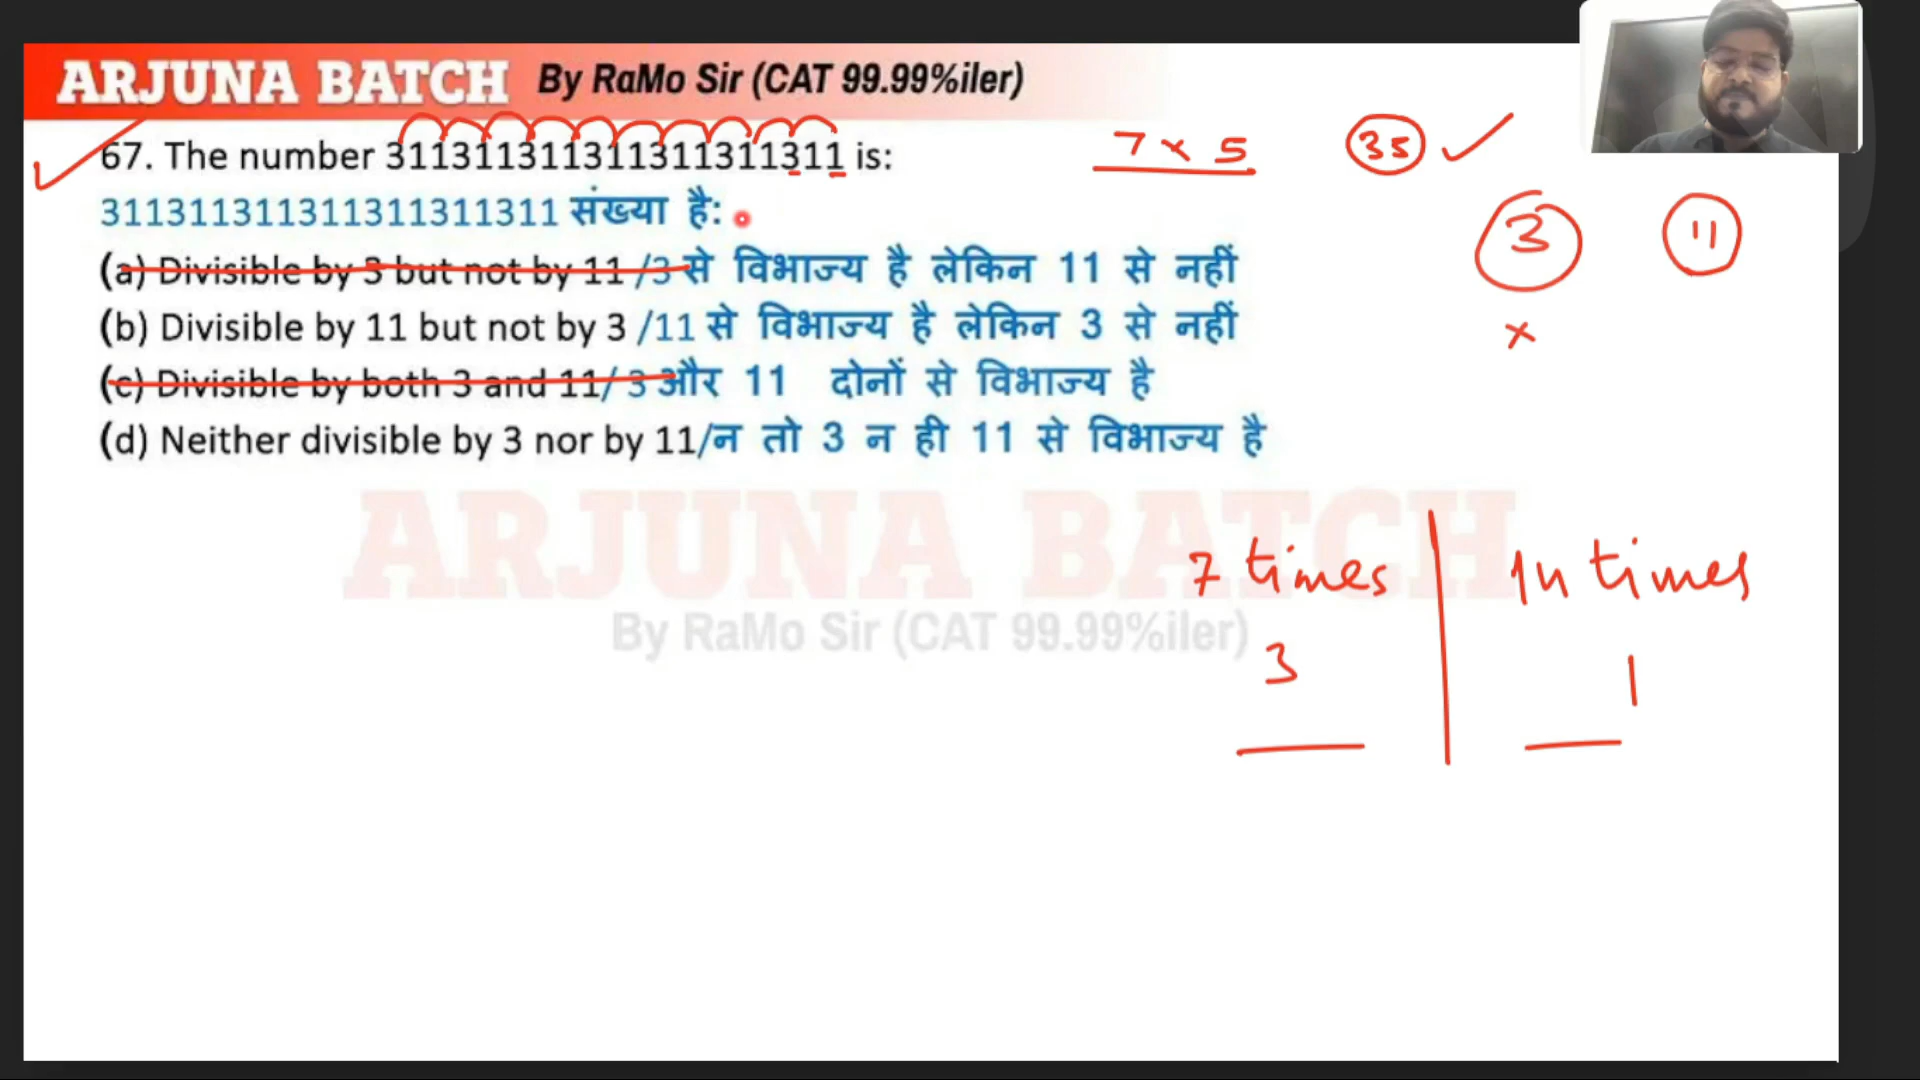 ARJUNA BATCH By RaMo Sir (CAT 99.99%iler)
67. The number 311311311311311311311 is:
7 x 5 35
311311311311311311311 संख्या है:
3 11
(a) Divisible by 3 but not by 11 /3 से विभाज्य है लेकिन 11 से नहीं
(b) Divisible by 11 but not by 3 /11 से विभाज्य है लेकिन 3 से नहीं
x
(c) Divisible by both 3 and 11/ 3 और 11 दोनों से विभाज्य है
(d) Neither divisible by 3 nor by 11/न तो 3 न ही 11 से विभाज्य है
ARJUNA BATCH
By RaMo Sir (CAT 99.99%iler)
7 times 14 times
3 1